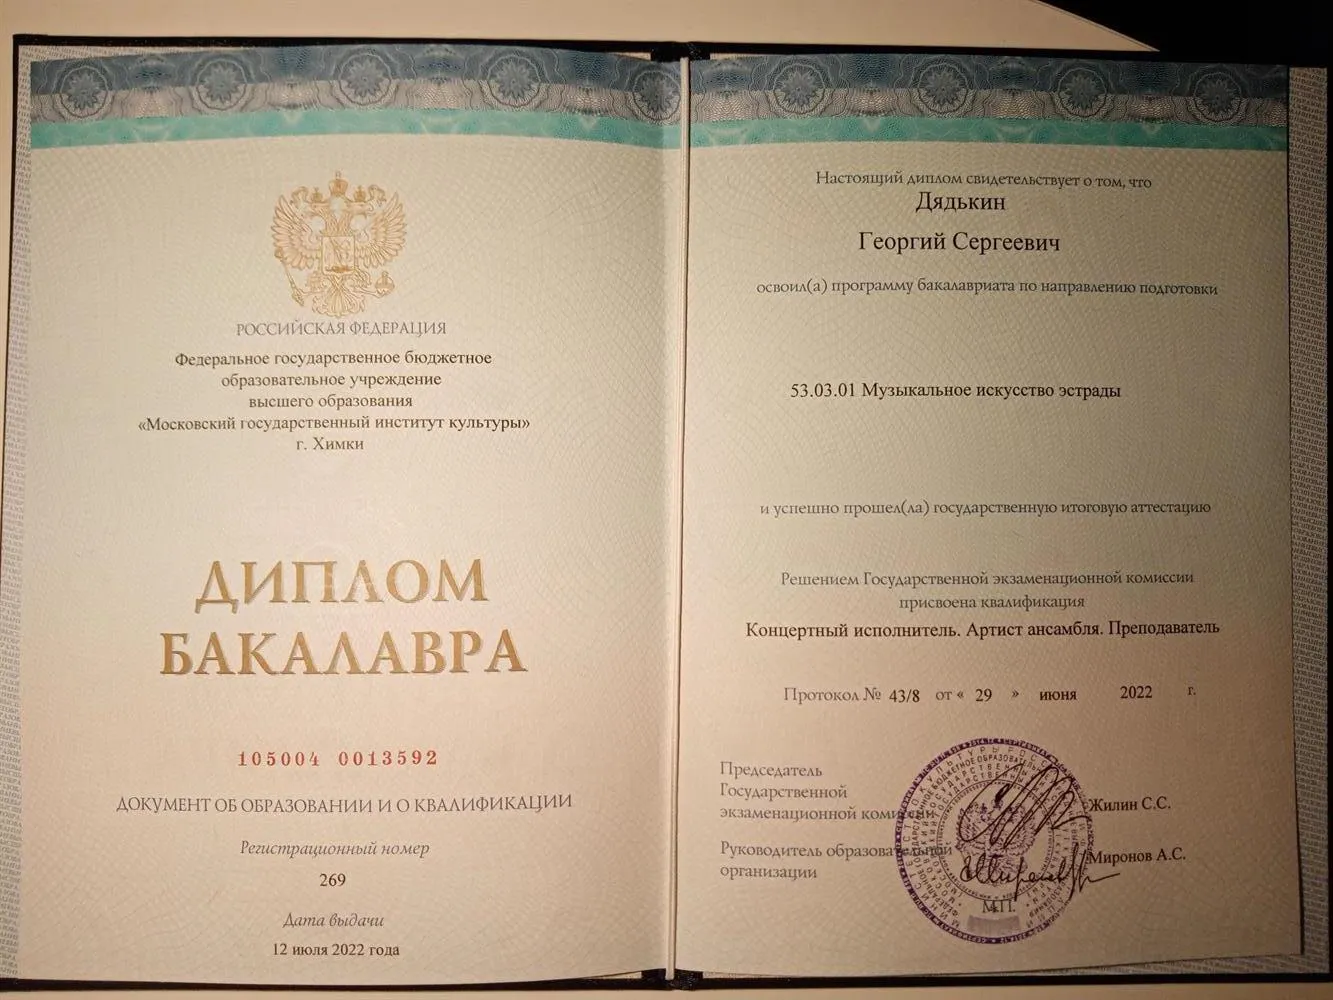 РОССИЙСКАЯ ФЕДЕРАЦИЯ
Федеральное государственное бюджетное
образовательное учреждение
высшего образования
«Московский государственный институт культуры»
г. Химки
ДИПЛОМ
БАКАЛАВРА
105004 0013592
ДОКУМЕНТ ОБ ОБРАЗОВАНИИ И О КВАЛИФИКАЦИИ
Регистрационный номер
269
Дата выдачи
12 июля 2022 года
Настоящий диплом свидетельствует о том, что
Дядькин
Георгий Сергеевич
освоил(а) программу бакалавриата по направлению подготовки
53.03.01 Музыкальное искусство эстрады
и успешно прошел(ла) государственную итоговую аттестацию
Решением Государственной экзаменационной комиссии
присвоена квалификация
Концертный исполнитель. Артист ансамбля. Преподаватель
Протокол № 43/8 от « 29 » июня 2022 г.
Председатель
Государственной
экзаменационной комиссии
Жилин С.С.
Руководитель образовательной
организации
Миронов А.С.
М.П.